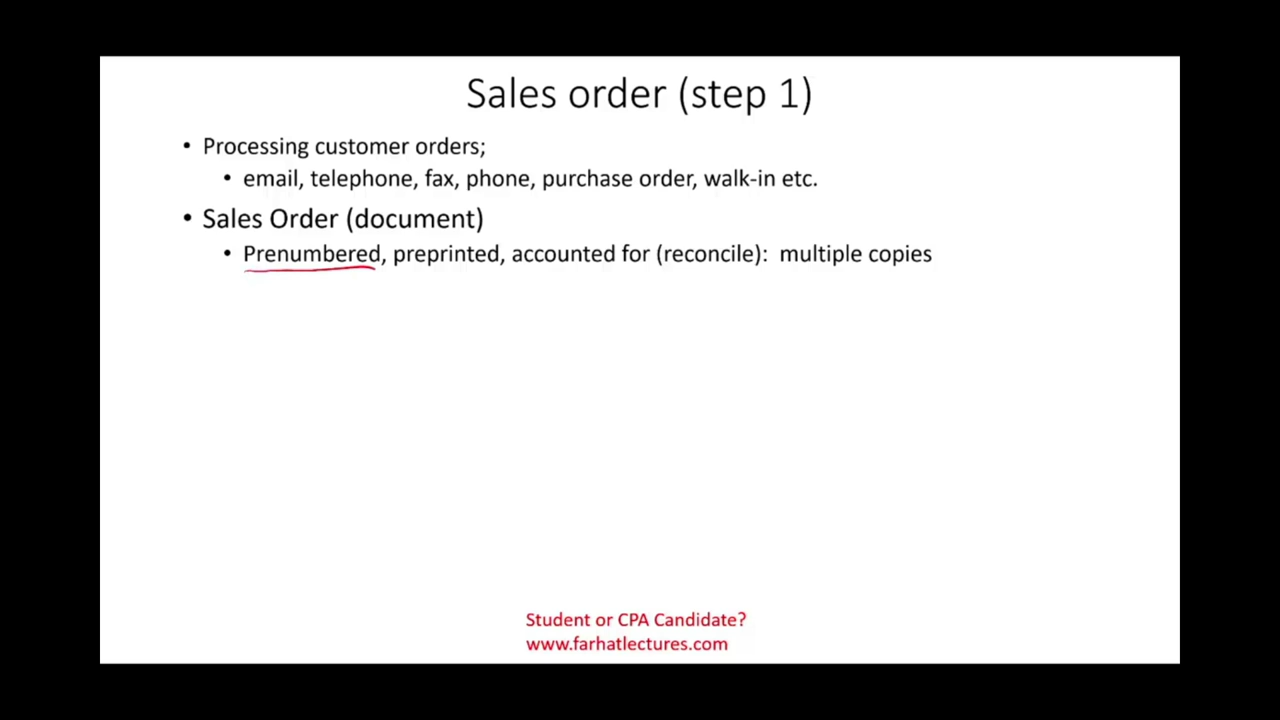 Sales order (step 1)
• Processing customer orders;
• email, telephone, fax, phone, purchase order, walk-in etc.
• Sales Order (document)
• Prenumbered, preprinted, accounted for (reconcile):  multiple copies
Student or CPA Candidate?
www.farhatlectures.com